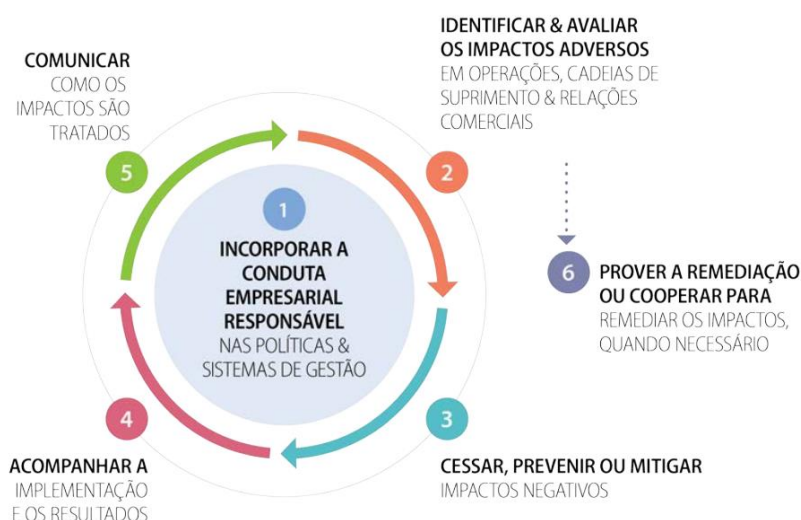 1
INCORPORAR A
CONDUTA
EMPRESARIAL
RESPONSÁVEL
NAS POLÍTICAS &
SISTEMAS DE GESTÃO
2
IDENTIFICAR & AVALIAR
OS IMPACTOS ADVERSOS
EM OPERAÇÕES, CADEIAS DE
SUPRIMENTO & RELAÇÕES
COMERCIAIS
3
CESSAR, PREVENIR OU MITIGAR
IMPACTOS NEGATIVOS
4
ACOMPANHAR A
IMPLEMENTAÇÃO
E OS RESULTADOS
5
COMUNICAR
COMO OS
IMPACTOS SÃO
TRATADOS
6
PROVER A REMEDIAÇÃO
OU COOPERAR PARA
REMEDIAR OS IMPACTOS,
QUANDO NECESSÁRIO